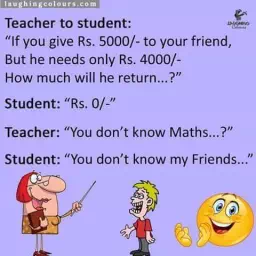 laughingcolours.com
Teacher to student:
“If you give Rs. 5000/- to your friend,
But he needs only Rs. 4000/-
How much will he return...?”
Student: “Rs. 0/-”
Teacher: “You don’t know Maths...?”
Student: “You don’t know my Friends...”